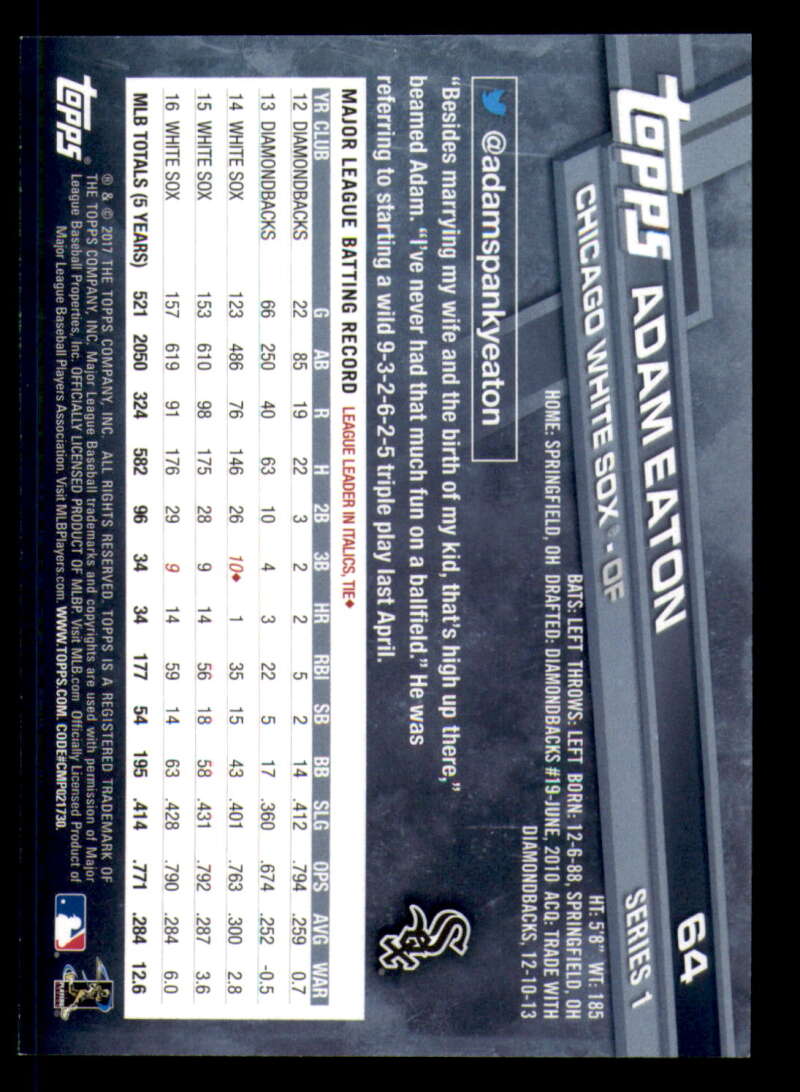 topps ADAM EATON 64
CHICAGO WHITE SOX® • OF SERIES 1
HT: 5'8" WT: 185
BATS: LEFT THROWS: LEFT BORN: 12-6-88, SPRINGFIELD, OH
HOME: SPRINGFIELD, OH DRAFTED: DIAMONDBACKS #19-JUNE, 2010 ACQ: TRADE WITH
DIAMONDBACKS, 12-10-13
@adamspankyeaton
"Besides marrying my wife and the birth of my kid, that's high up there,"
beamed Adam. "I've never had that much fun on a ballfield." He was
referring to starting a wild 9-3-2-6-2-5 triple play last April.
Sox ®
MAJOR LEAGUE BATTING RECORD LEAGUE LEADER IN ITALICS, TIE♦
YR CLUB G AB R H 2B 3B HR RBI SB BB SLG OPS AVG WAR
12 DIAMONDBACKS 22 85 19 22 3 2 2 5 2 14 .412 .794 .259 0.7
13 DIAMONDBACKS 66 250 40 63 10 4 3 22 5 17 .360 .674 .252 -0.5
14 WHITE SOX 123 486 76 146 26 10♦ 1 35 15 43 .401 .763 .300 2.8
15 WHITE SOX 153 610 98 175 28 9 14 56 18 58 .431 .792 .287 3.6
16 WHITE SOX 157 619 91 176 29 9 14 59 14 63 .428 .790 .284 6.0
MLB TOTALS (5 YEARS) 521 2050 324 582 96 34 34 177 54 195 .414 .771 .284 12.6
topps®
® & © 2017 THE TOPPS COMPANY, INC. ALL RIGHTS RESERVED. TOPPS IS A REGISTERED TRADEMARK OF
THE TOPPS COMPANY, INC. Major League Baseball trademarks and copyrights are used with permission of Major
League Baseball Properties, Inc. OFFICIALLY LICENSED PRODUCT OF MLBP. Visit MLB.com Officially Licensed Product of
Major League Baseball Players Association. Visit MLBPlayers.com. WWW.TOPPS.COM. CODE#CMP021730.